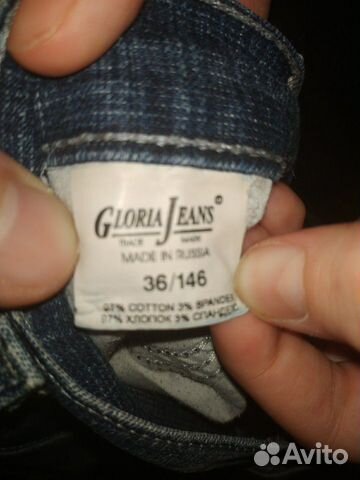 GLORIA JEANS
TRADE MARK
MADE IN RUSSIA
36/146
97% COTTON 3% SPANDEX
97% ХЛОПОК 3% СПАНДЕКС
Avito